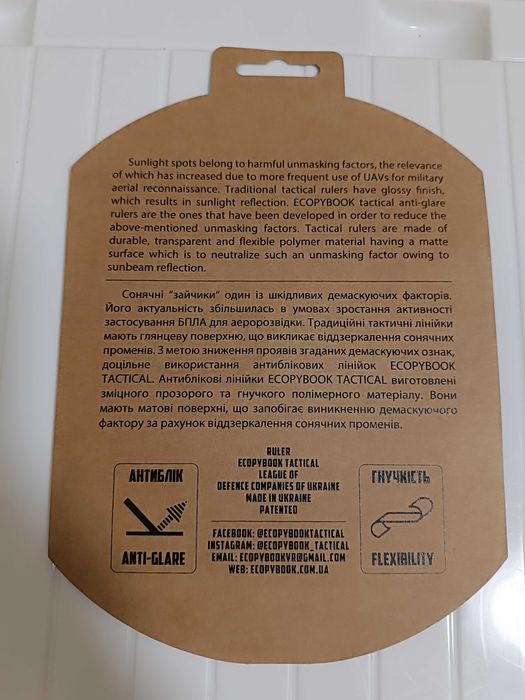 Sunlight spots belong to harmful unmasking factors, the relevance
of which has increased due to more frequent use of UAVs for military
aerial reconnaissance. Traditional tactical rulers have glossy finish,
which results in sunlight reflection. ECOPYBOOK tactical anti-glare
rulers are the ones that have been developed in order to reduce the
above-mentioned unmasking factors. Tactical rulers are made of
durable, transparent and flexible polymer material having a matte
surface which is to neutralize such an unmasking factor owing to
sunbeam reflection.
Сонячні "зайчики" один із шкідливих демаскуючих факторів.
Його актуальність збільшилась в умовах зростання активності
застосування БПЛА для аеророзвідки. Традиційні тактичні лінійки
мають глянцеву поверхню, що викликає віддзеркалення сонячних
променів. З метою зниження проявів згаданих демаскуючих ознак,
доцільне використання антиблікових лінійок ECOPYBOOK
TACTICAL. Антиблікові лінійки ECOPYBOOK TACTICAL виготовлені
зміцного прозорого та гнучкого полімерного матеріалу. Вони
мають матові поверхні, що запобігає виникненню демаскуючого
фактору за рахунок віддзеркалення сонячних променів.
RULER
ECOPYBOOK TACTICAL
LEAGUE OF
DEFENCE COMPANIES OF UKRAINE
MADE IN UKRAINE
PATENTED
АНТИБЛІК
ANTI-GLARE
FACEBOOK: @ECOPYBOOKTACTICAL
INSTAGRAM: @ECOPYBOOK_TACTICAL
EMAIL: ECOPYBOOKYR@GMAIL.COM
WEB: ECOPYBOOK.COM.UA
ГНУЧКІСТЬ
FLEXIBILITY